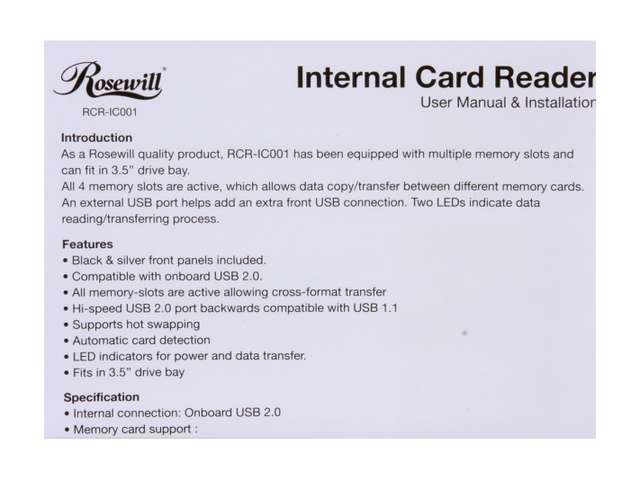 Rosewill®
RCR-IC001
Internal Card Reader
User Manual & Installation
Introduction
As a Rosewill quality product, RCR-IC001 has been equipped with multiple memory slots and
can fit in 3.5” drive bay.
All 4 memory slots are active, which allows data copy/transfer between different memory cards.
An external USB port helps add an extra front USB connection. Two LEDs indicate data
reading/transferring process.
Features
• Black & silver front panels included.
• Compatible with onboard USB 2.0.
• All memory-slots are active allowing cross-format transfer
• Hi-speed USB 2.0 port backwards compatible with USB 1.1
• Supports hot swapping
• Automatic card detection
• LED indicators for power and data transfer.
• Fits in 3.5” drive bay
Specification
• Internal connection: Onboard USB 2.0
• Memory card support :